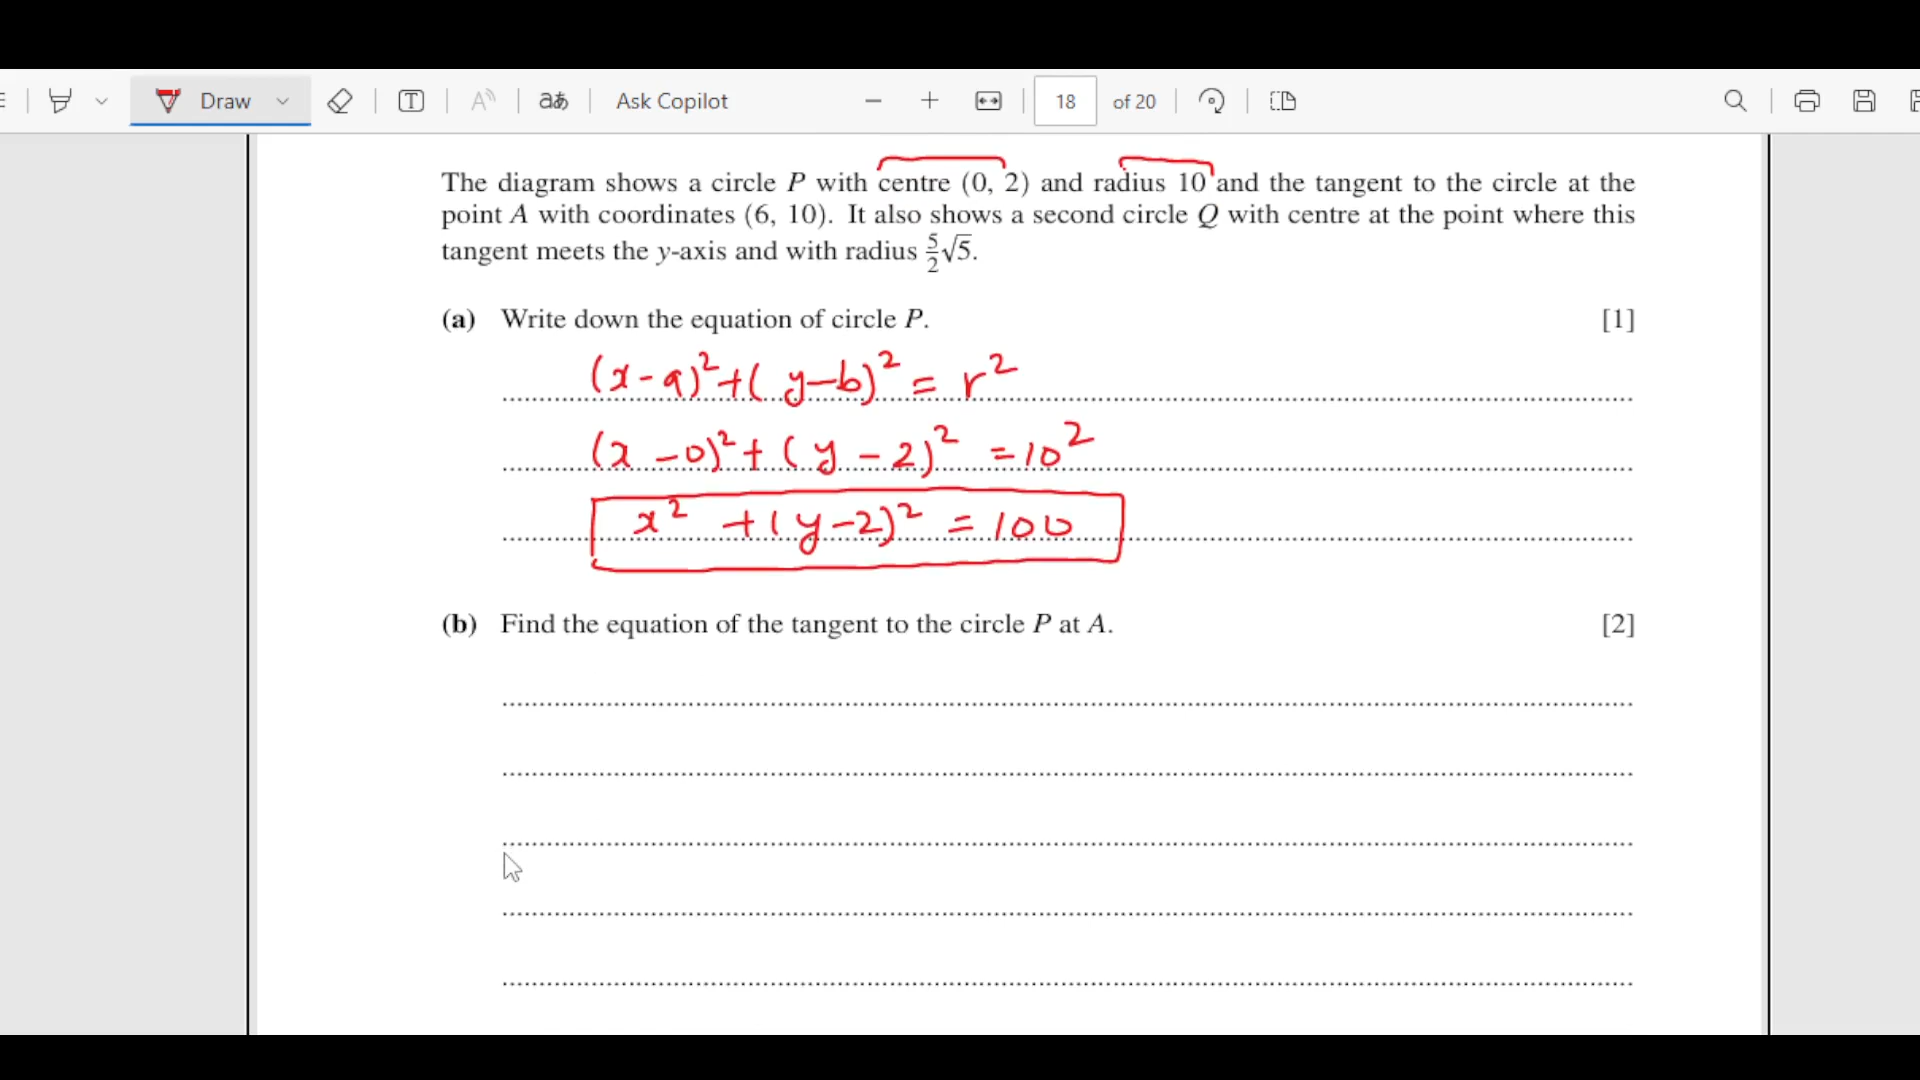 Draw
T
A
aあ
Ask Copilot
18
of 20
The diagram shows a circle P with centre (0, 2) and radius 10 and the tangent to the circle at the
point A with coordinates (6, 10). It also shows a second circle Q with centre at the point where this
tangent meets the y-axis and with radius 5/2√5.
(a) Write down the equation of circle P. [1]
(x-a)²+(y-b)² = r²
(x-0)²+(y-2)² = 10²
x² + (y-2)² = 100
(b) Find the equation of the tangent to the circle P at A. [2]